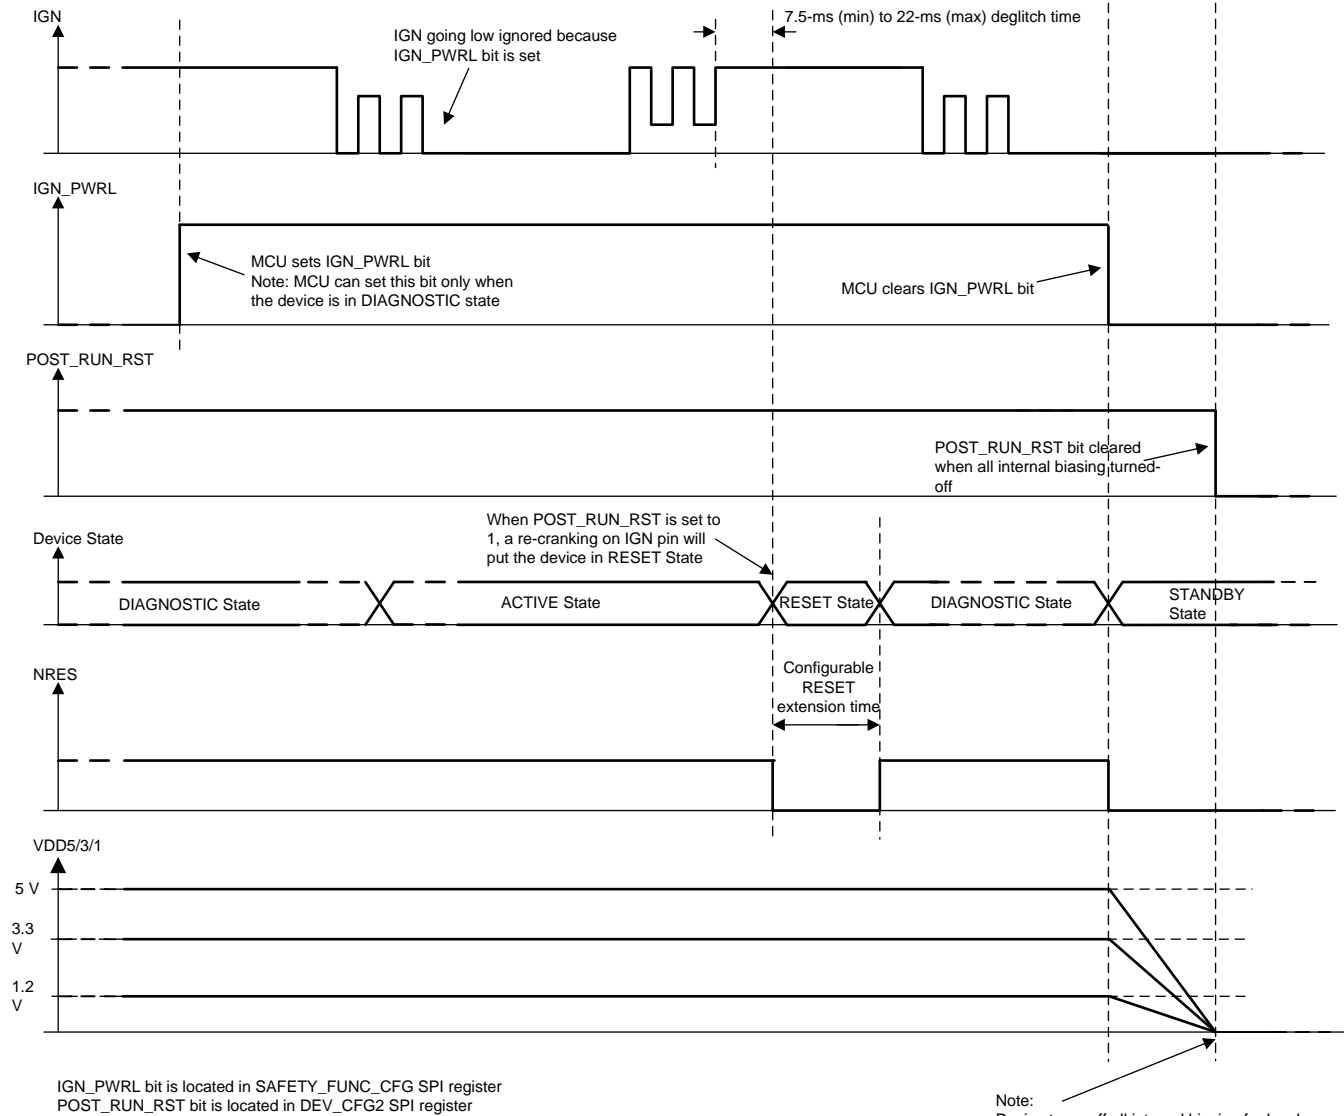 IGN
7.5-ms (min) to 22-ms (max) deglitch time
IGN going low ignored because
IGN_PWRL bit is set
IGN_PWRL
MCU sets IGN_PWRL bit
Note: MCU can set this bit only when
the device is in DIAGNOSTIC state
MCU clears IGN_PWRL bit
POST_RUN_RST
POST_RUN_RST bit cleared
when all internal biasing turned-
off
When POST_RUN_RST is set to
1, a re-cranking on IGN pin will
put the device in RESET State
Device State
DIAGNOSTIC State
ACTIVE State
RESET State
DIAGNOSTIC State
STANDBY
State
NRES
Configurable
RESET
extension time
VDD5/3/1
5 V
3.3
V
1.2
V
IGN_PWRL bit is located in SAFETY_FUNC_CFG SPI register
POST_RUN_RST bit is located in DEV_CFG2 SPI register
Note: